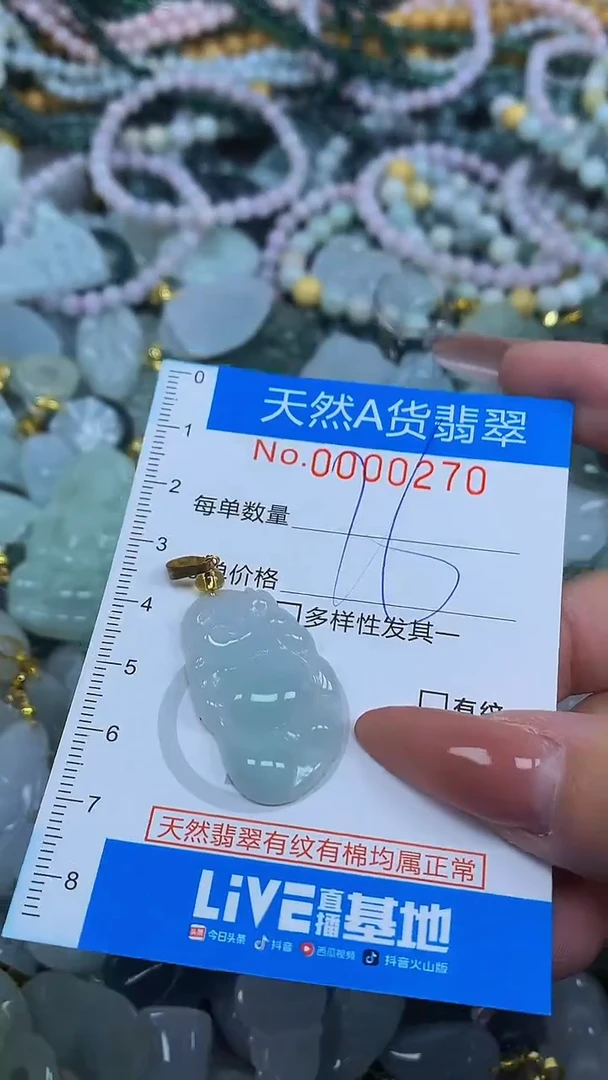 0
天然A货翡翠
1
No.0000270
2
每单数量
16
3
单价格
4
多样性发其一
5
有纹
6
7
天然翡翠有纹有棉均属正常
8
LiVE直播基地
今日头条 抖音 西瓜视频 抖音火山版